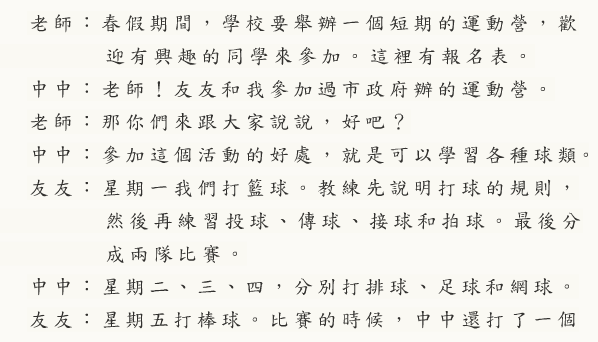 老師：春假期間，學校要舉辦一個短期的運動營，歡
迎有興趣的同學來參加。這裡有報名表。
中中：老師！友友和我參加過市政府辦的運動營。
老師：那你們來跟大家說說，好吧？
中中：參加這個活動的好處，就是可以學習各種球類。
友友：星期一我們打籃球。教練先說明打球的規則，
然後再練習投球、傳球、接球和拍球。最後分
成兩隊比賽。
中中：星期二、三、四，分別打排球、足球和網球。
友友：星期五打棒球。比賽的時候，中中還打了一個